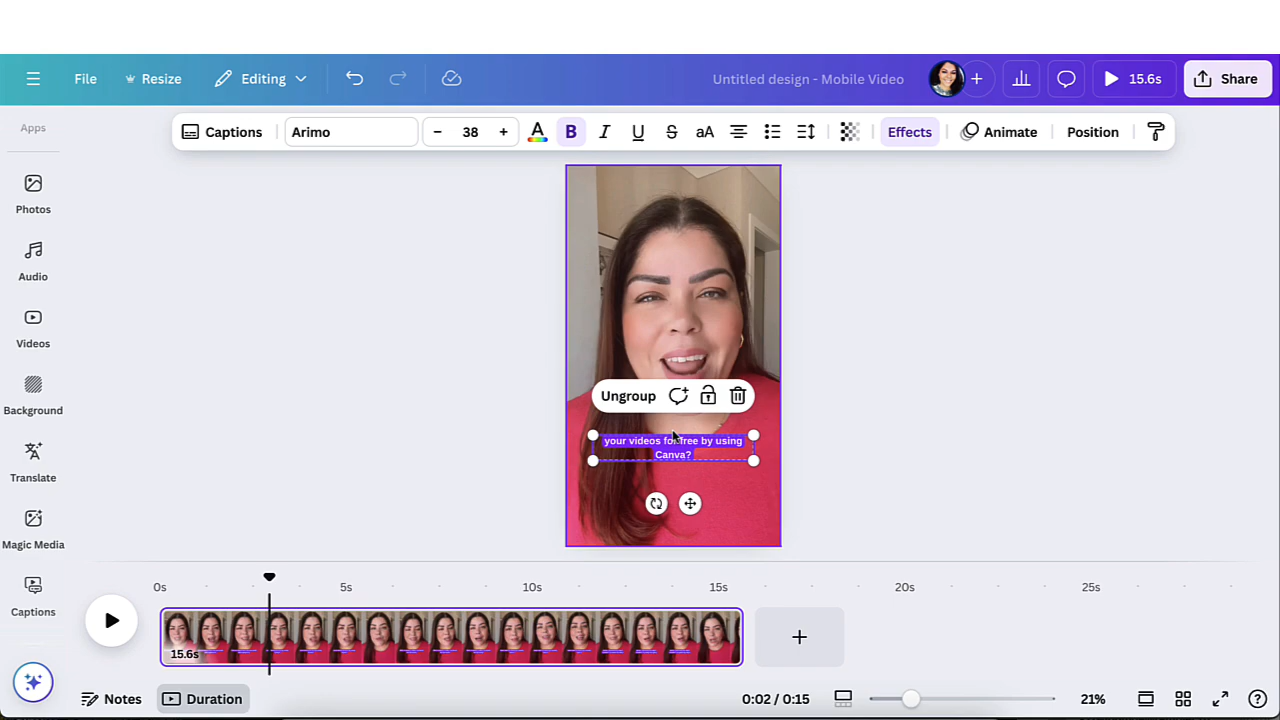 File
Resize
Editing
Untitled design - Mobile Video
15.6s
Share
Apps
Captions
Arimo
− 38 +
A
B
I
U
S
aA
Effects
Animate
Position
Photos
Audio
Videos
Background
Translate
Magic Media
Captions
Ungroup
your videos for free by using
Canva?
0s 5s 10s 15s 20s 25s
15.6s
Notes
Duration
0:02 / 0:15
21%